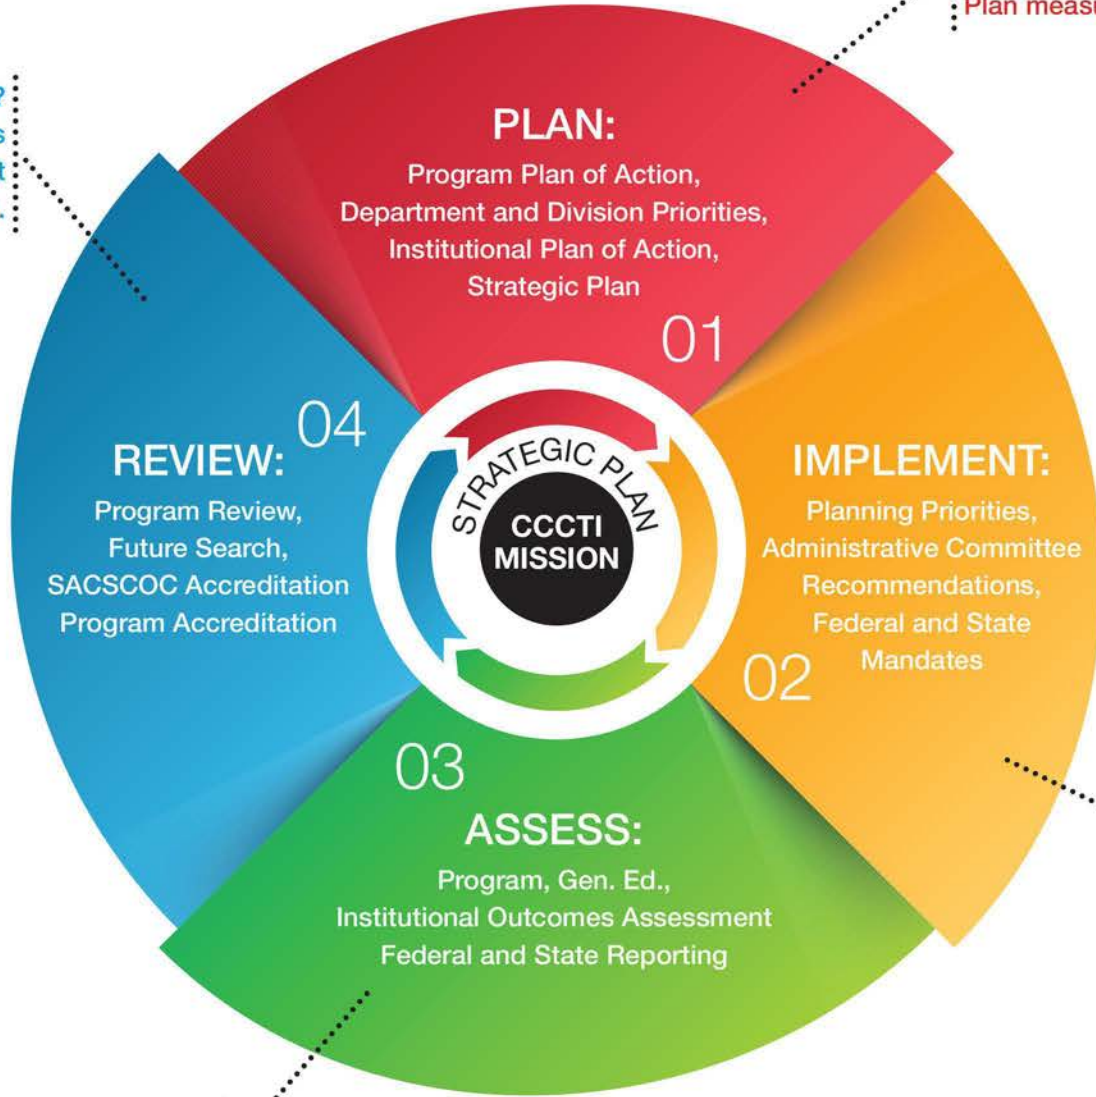 Plan
PLAN:
Program Plan of Action,
Department and Division Priorities,
Institutional Plan of Action,
Strategic Plan
01
IMPLEMENT:
Planning Priorities,
Administrative Committee
Recommendations,
Federal and State
Mandates
02
03
ASSESS:
Program, Gen. Ed.,
Institutional Outcomes Assessment
Federal and State Reporting
04
REVIEW:
Program Review,
Future Search,
SACSCOC Accreditation
Program Accreditation
STRATEGIC PLAN
CCCTI
MISSION